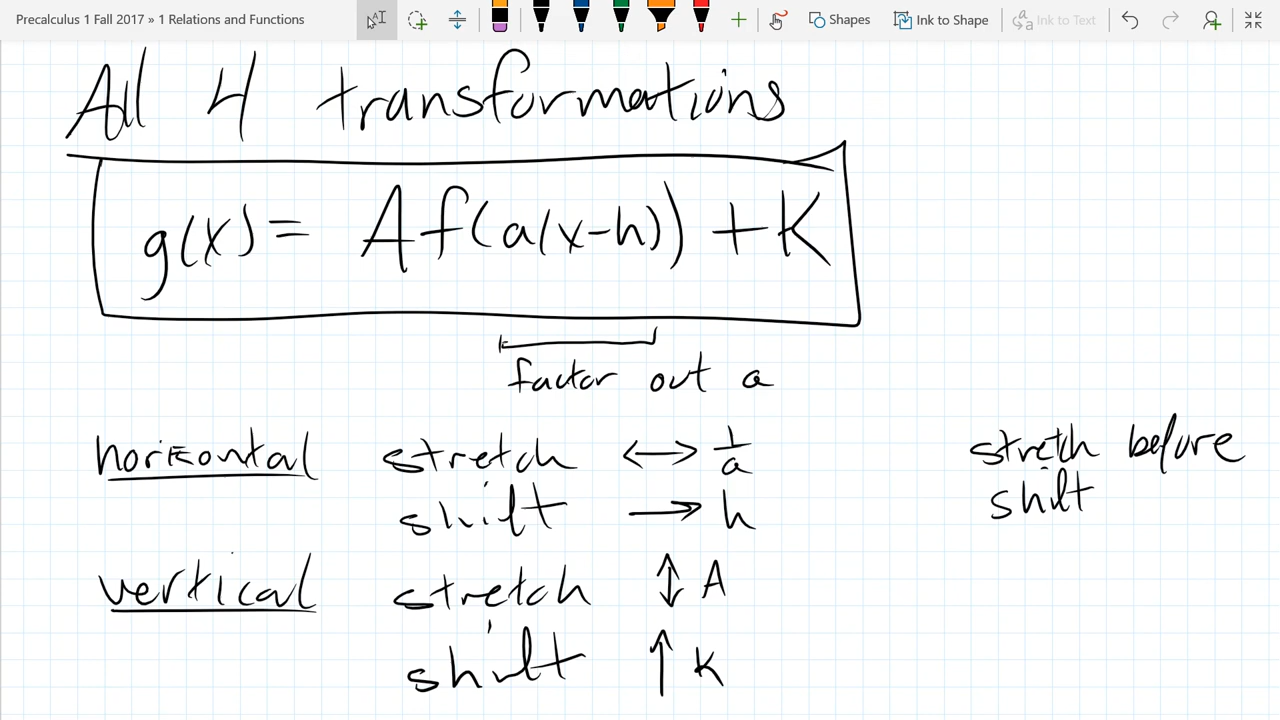 Precalculus 1 Fall 2017 » 1 Relations and Functions
Shapes
Ink to Shape
Ink to Text
All 4 transformations
g(x) = A f(a(x-h)) + K
factor out a
horizontal stretch ↔ 1/a
shift → h
stretch before
shift
vertical stretch ↕ A
shift ↑ K